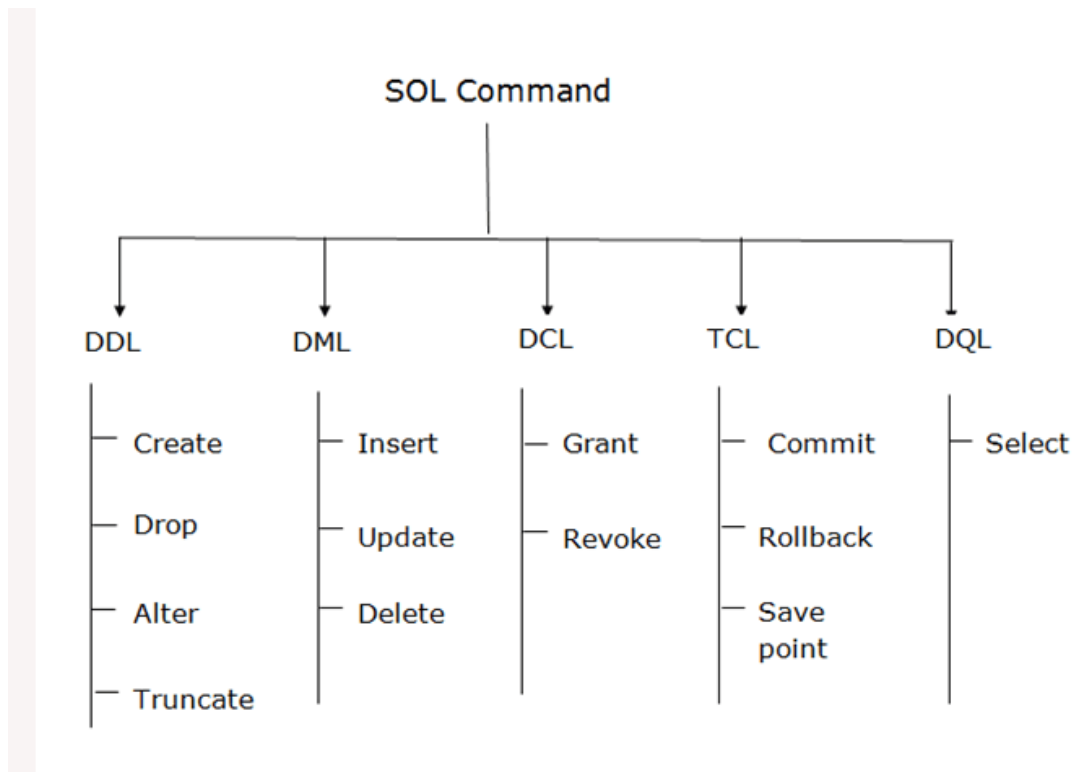 SOL Command
DDL
DML
DCL
TCL
DQL
Create
Drop
Alter
Truncate
Insert
Update
Delete
Grant
Revoke
Commit
Rollback
Save
point
Select